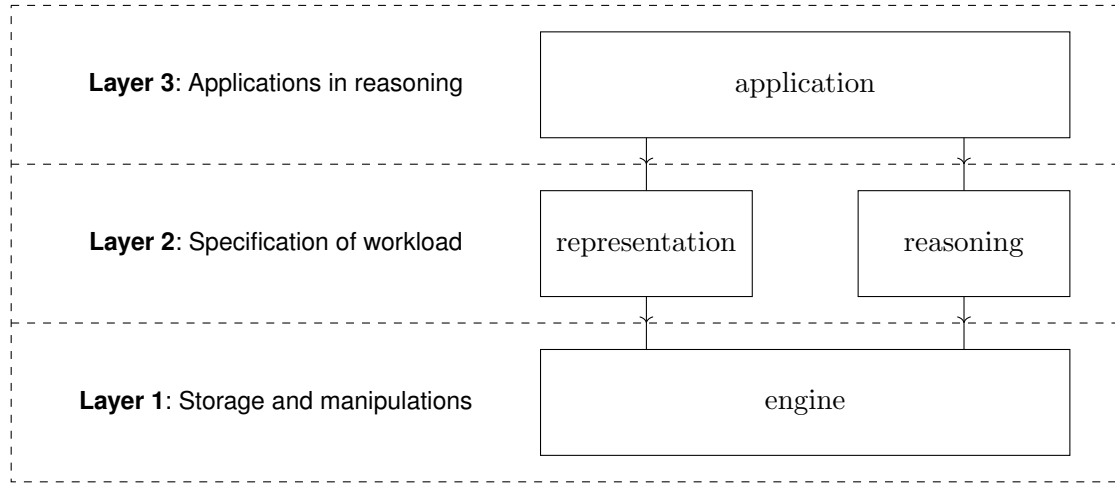 Layer 3: Applications in reasoning
application
Layer 2: Specification of workload
representation
reasoning
Layer 1: Storage and manipulations
engine